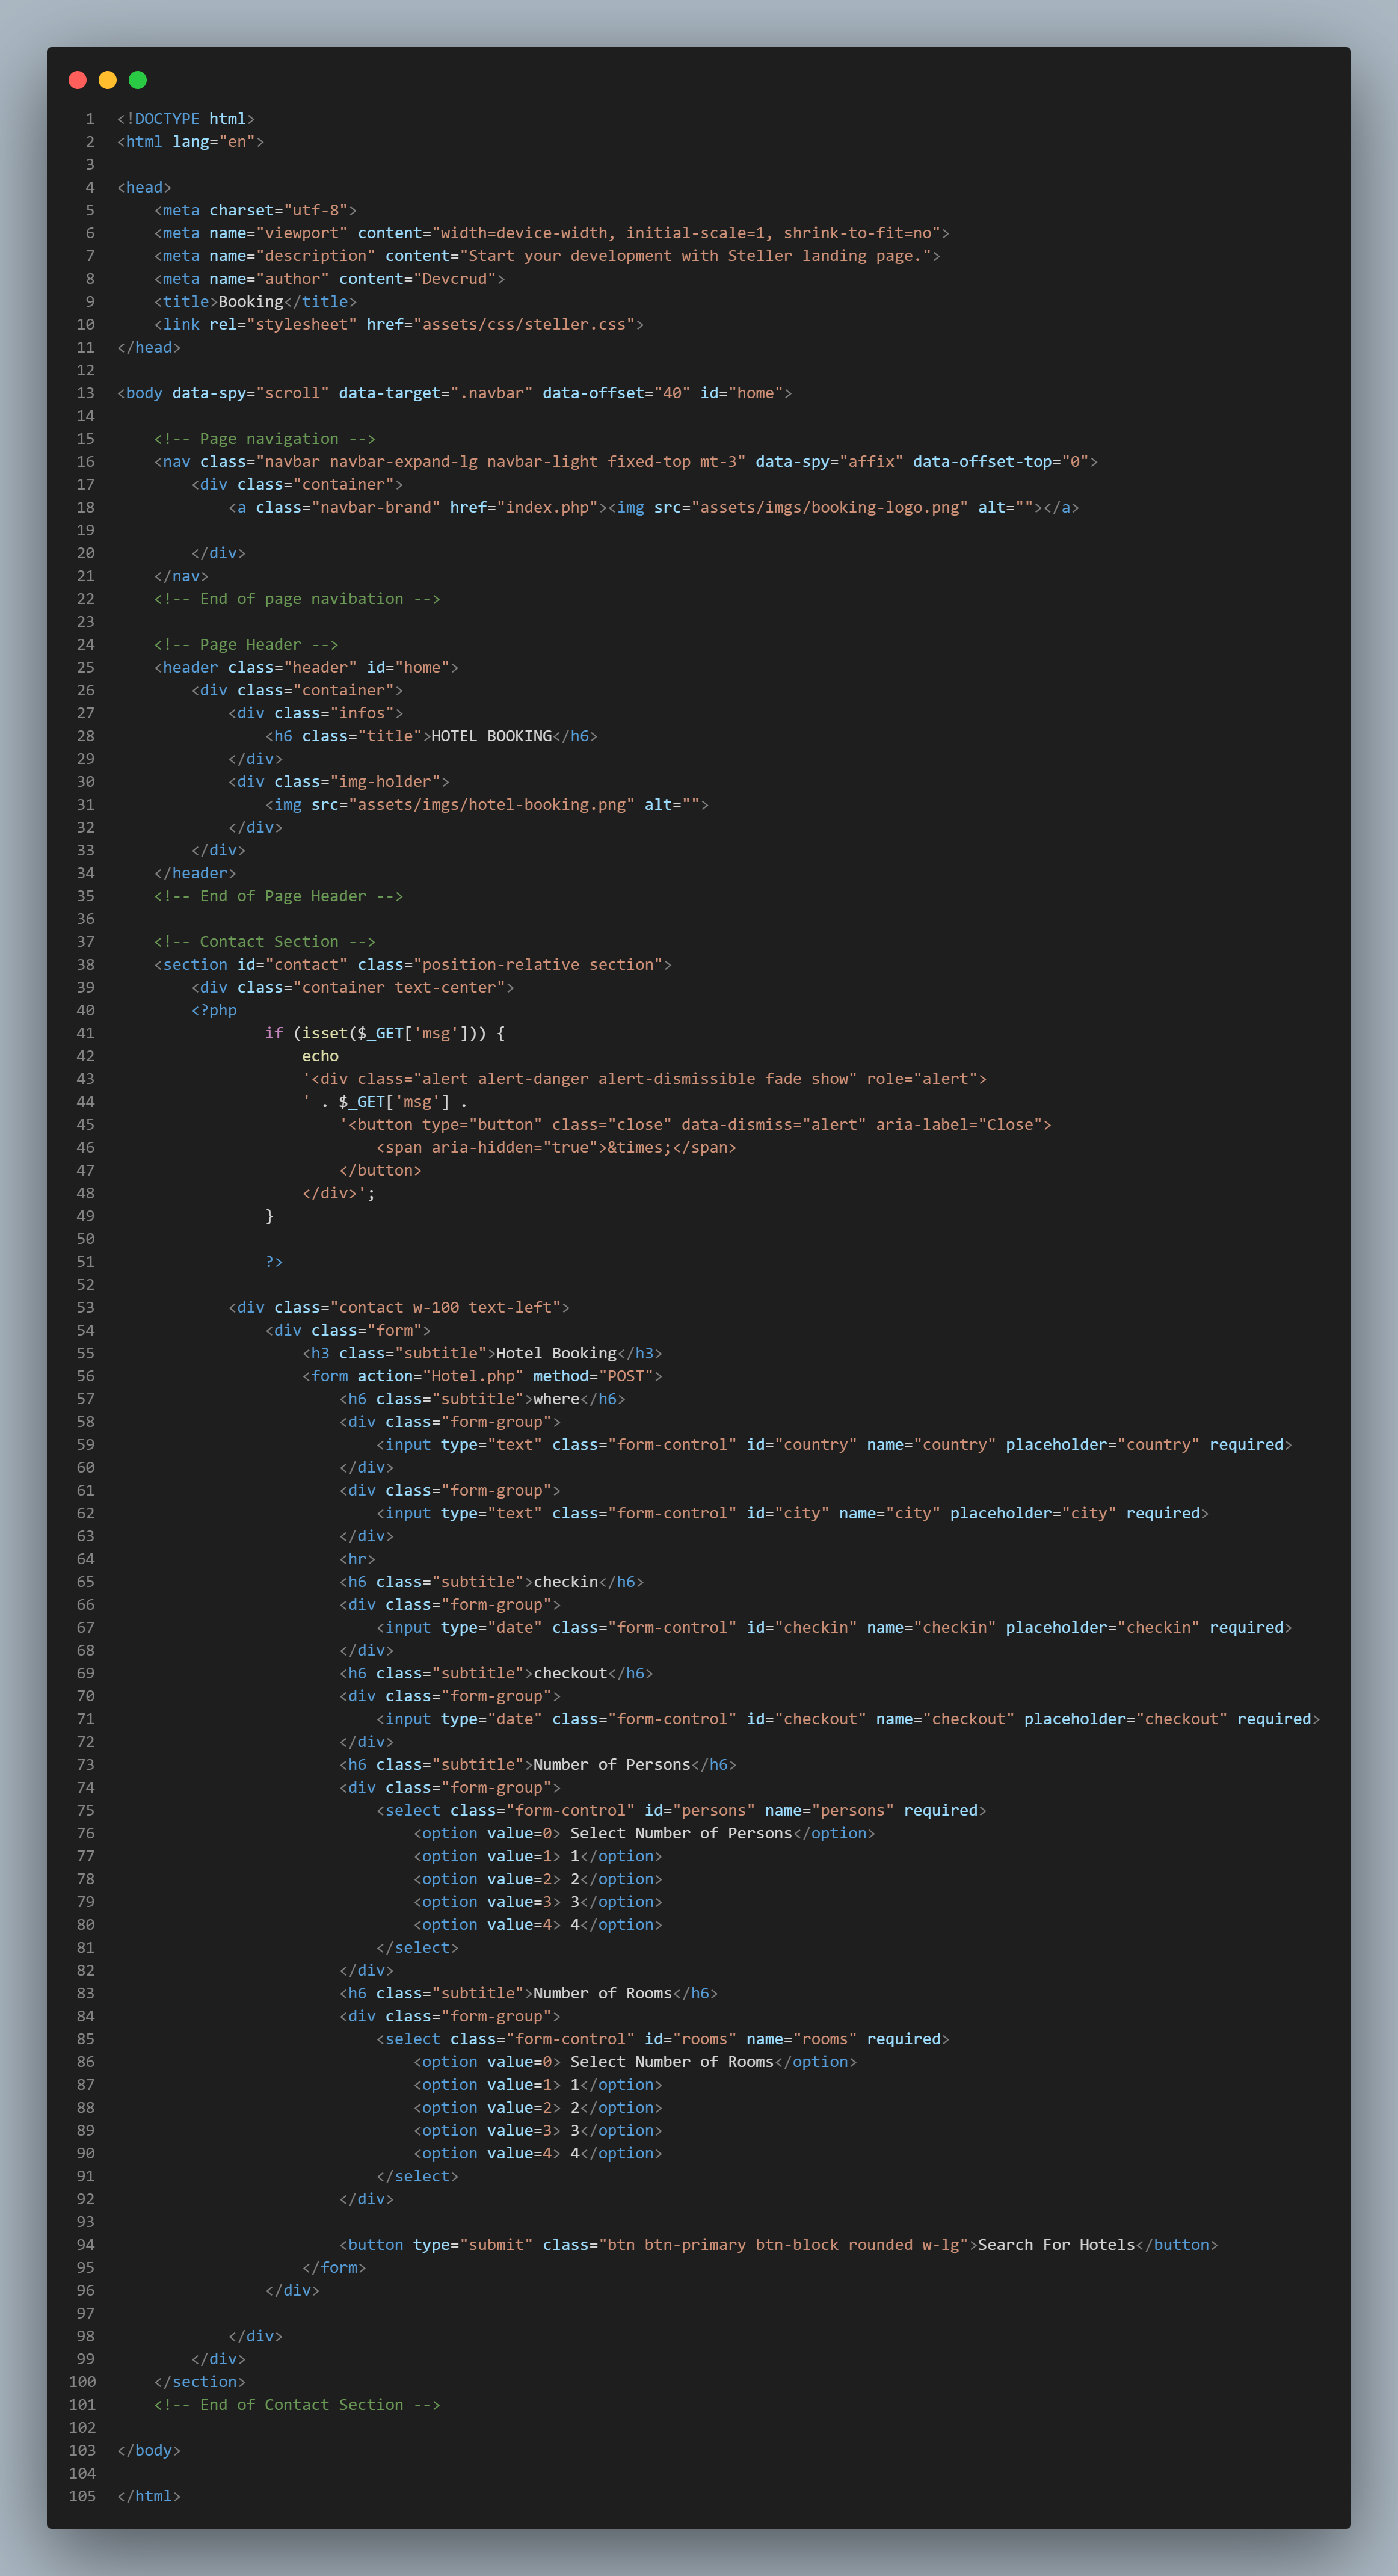 1 <!DOCTYPE html>
2 <html lang="en">
3
4 <head>
5     <meta charset="utf-8">
6     <meta name="viewport" content="width=device-width, initial-scale=1, shrink-to-fit=no">
7     <meta name="description" content="Start your development with Steller landing page.">
8     <meta name="author" content="Devcrud">
9     <title>Booking</title>
10     <link rel="stylesheet" href="assets/css/steller.css">
11 </head>
12
13 <body data-spy="scroll" data-target=".navbar" data-offset="40" id="home">
14
15     <!-- Page navigation -->
16     <nav class="navbar navbar-expand-lg navbar-light fixed-top mt-3" data-spy="affix" data-offset-top="0">
17         <div class="container">
18             <a class="navbar-brand" href="index.php"><img src="assets/imgs/booking-logo.png" alt=""></a>
19
20         </div>
21     </nav>
22     <!-- End of page navibation -->
23
24     <!-- Page Header -->
25     <header class="header" id="home">
26         <div class="container">
27             <div class="infos">
28                 <h6 class="title">HOTEL BOOKING</h6>
29             </div>
30             <div class="img-holder">
31                 <img src="assets/imgs/hotel-booking.png" alt="">
32             </div>
33         </div>
34     </header>
35     <!-- End of Page Header -->
36
37     <!-- Contact Section -->
38     <section id="contact" class="position-relative section">
39         <div class="container text-center">
40         <?php
41                 if (isset($_GET['msg'])) {
42                     echo
43                     '<div class="alert alert-danger alert-dismissible fade show" role="alert">
44                     ' . $_GET['msg'] .
45                         '<button type="button" class="close" data-dismiss="alert" aria-label="Close">
46                             <span aria-hidden="true">&times;</span>
47                         </button>
48                     </div>';
49                 }
50
51                 ?>
52
53             <div class="contact w-100 text-left">
54                 <div class="form">
55                     <h3 class="subtitle">Hotel Booking</h3>
56                     <form action="Hotel.php" method="POST">
57                         <h6 class="subtitle">where</h6>
58                         <div class="form-group">
59                             <input type="text" class="form-control" id="country" name="country" placeholder="country" required>
60                         </div>
61                         <div class="form-group">
62                             <input type="text" class="form-control" id="city" name="city" placeholder="city" required>
63                         </div>
64                         <hr>
65                         <h6 class="subtitle">checkin</h6>
66                         <div class="form-group">
67                             <input type="date" class="form-control" id="checkin" name="checkin" placeholder="checkin" required>
68                         </div>
69                         <h6 class="subtitle">checkout</h6>
70                         <div class="form-group">
71                             <input type="date" class="form-control" id="checkout" name="checkout" placeholder="checkout" required>
72                         </div>
73                         <h6 class="subtitle">Number of Persons</h6>
74                         <div class="form-group">
75                             <select class="form-control" id="persons" name="persons" required>
76                                 <option value=0> Select Number of Persons</option>
77                                 <option value=1> 1</option>
78                                 <option value=2> 2</option>
79                                 <option value=3> 3</option>
80                                 <option value=4> 4</option>
81                             </select>
82                         </div>
83                         <h6 class="subtitle">Number of Rooms</h6>
84                         <div class="form-group">
85                             <select class="form-control" id="rooms" name="rooms" required>
86                                 <option value=0> Select Number of Rooms</option>
87                                 <option value=1> 1</option>
88                                 <option value=2> 2</option>
89                                 <option value=3> 3</option>
90                                 <option value=4> 4</option>
91                             </select>
92                         </div>
93
94                         <button type="submit" class="btn btn-primary btn-block rounded w-lg">Search For Hotels</button>
95                     </form>
96                 </div>
97
98             </div>
99         </div>
100     </section>
101     <!-- End of Contact Section -->
102
103 </body>
104
105 </html>